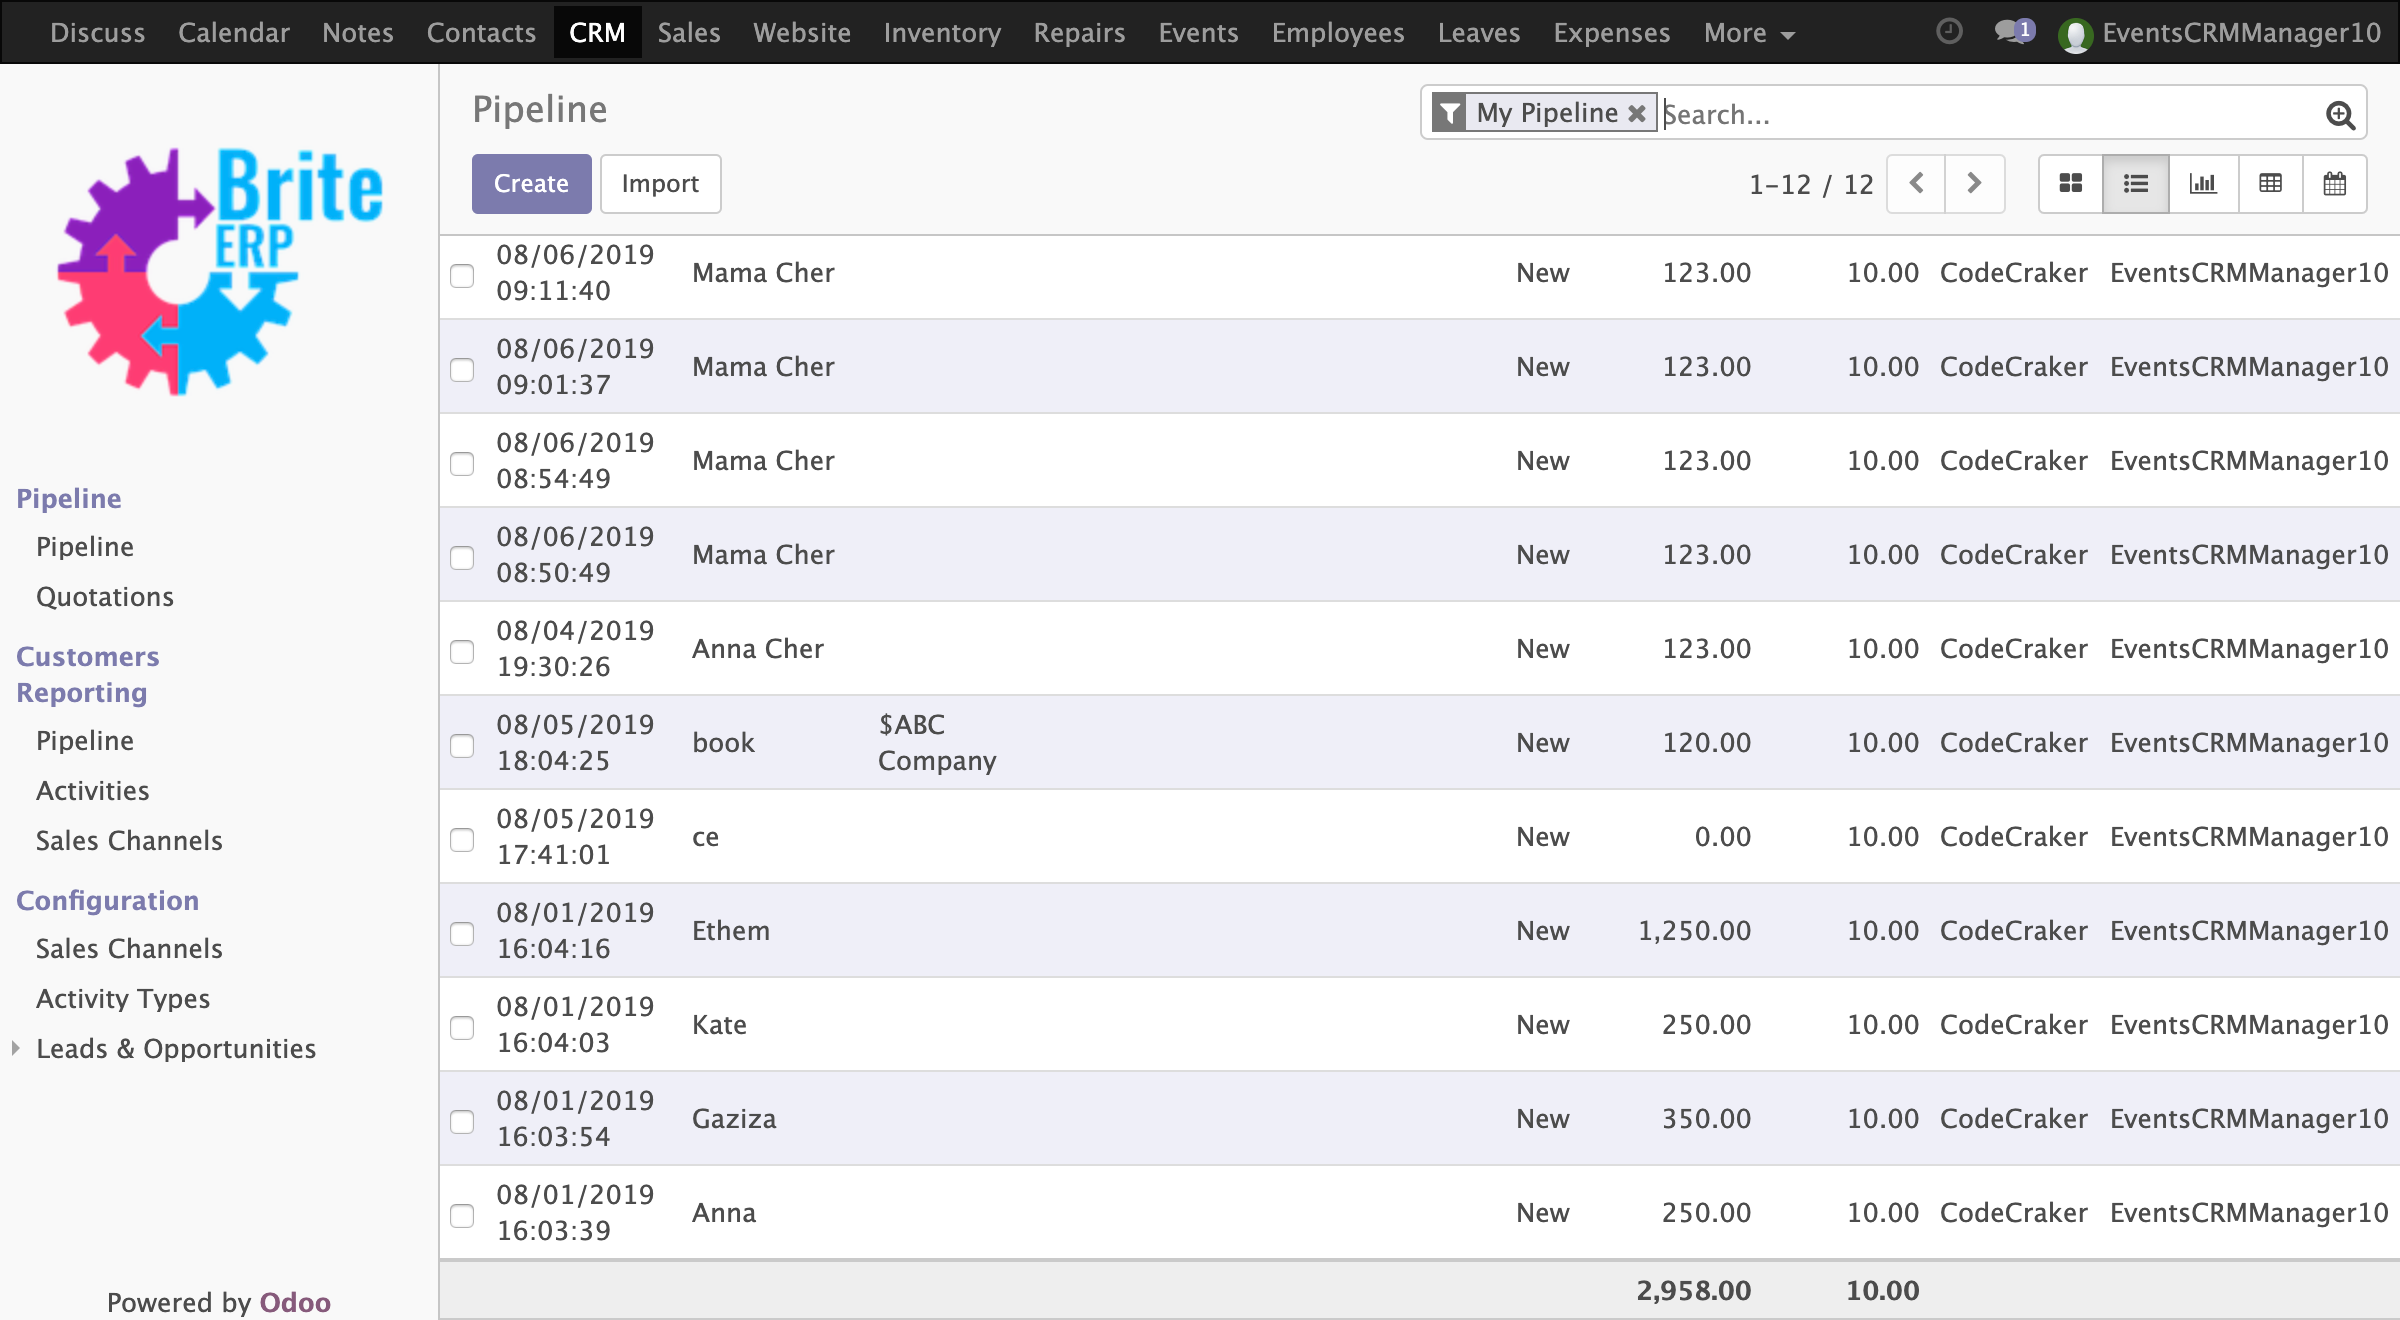 Discuss Calendar Notes Contacts CRM Sales Website Inventory Repairs Events Employees Leaves Expenses More 1 EventsCRMManager10
Brite
ERP
Pipeline
Pipeline
Quotations
Customers
Reporting
Pipeline
Activities
Sales Channels
Configuration
Sales Channels
Activity Types
Leads & Opportunities
Powered by Odoo
Pipeline
My Pipeline Search...
Create Import
1-12 / 12
08/06/2019
09:11:40 Mama Cher New 123.00 10.00 CodeCraker EventsCRMManager10
08/06/2019
09:01:37 Mama Cher New 123.00 10.00 CodeCraker EventsCRMManager10
08/06/2019
08:54:49 Mama Cher New 123.00 10.00 CodeCraker EventsCRMManager10
08/06/2019
08:50:49 Mama Cher New 123.00 10.00 CodeCraker EventsCRMManager10
08/04/2019
19:30:26 Anna Cher New 123.00 10.00 CodeCraker EventsCRMManager10
08/05/2019
18:04:25 book $ABC
Company New 120.00 10.00 CodeCraker EventsCRMManager10
08/05/2019
17:41:01 ce New 0.00 10.00 CodeCraker EventsCRMManager10
08/01/2019
16:04:16 Ethem New 1,250.00 10.00 CodeCraker EventsCRMManager10
08/01/2019
16:04:03 Kate New 250.00 10.00 CodeCraker EventsCRMManager10
08/01/2019
16:03:54 Gaziza New 350.00 10.00 CodeCraker EventsCRMManager10
08/01/2019
16:03:39 Anna New 250.00 10.00 CodeCraker EventsCRMManager10
2,958.00 10.00